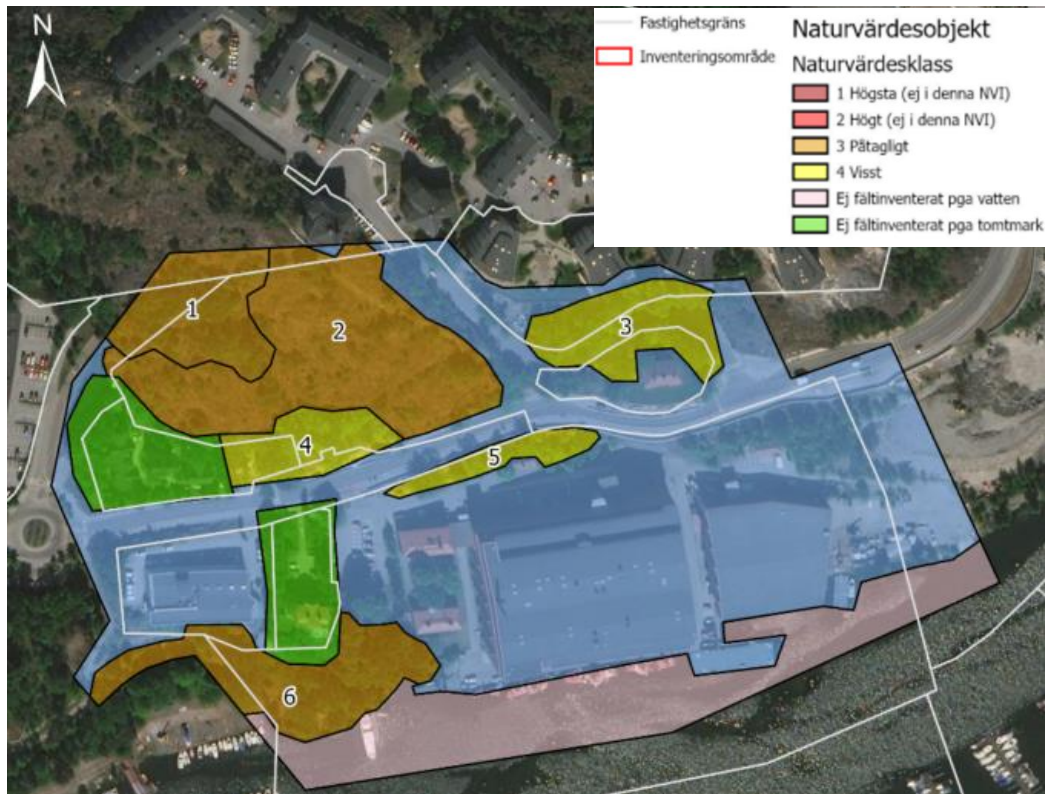 N
Fastighetsgräns
Inventeringsområde
Naturvärdesobjekt
Naturvärdesklass
1 Högsta (ej i denna NVI)
2 Högt (ej i denna NVI)
3 Påtagligt
4 Visst
Ej fältinventerat pga vatten
Ej fältinventerat pga tomtmark
1
2
3
4
5
6